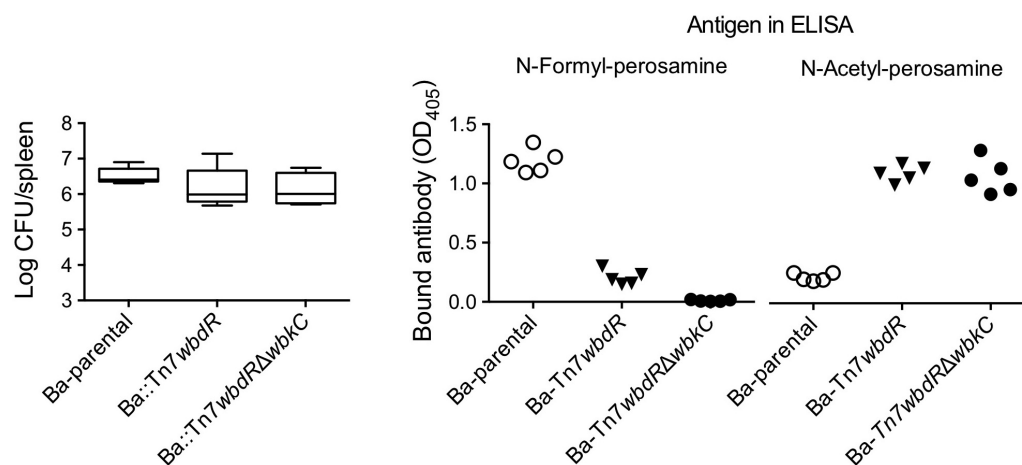 Log CFU/spleen
8
7
6
5
4
3
Ba-parental
Ba::Tn7wbdR
Ba::Tn7wbdRΔwbkC
Antigen in ELISA
N-Formyl-perosamine
N-Acetyl-perosamine
Bound antibody (OD405)
1.5
1.0
0.5
0.0
Ba-parental
Ba-Tn7wbdR
Ba-Tn7wbdRΔwbkC
Ba-parental
Ba-Tn7wbdR
Ba-Tn7wbdRΔwbkC